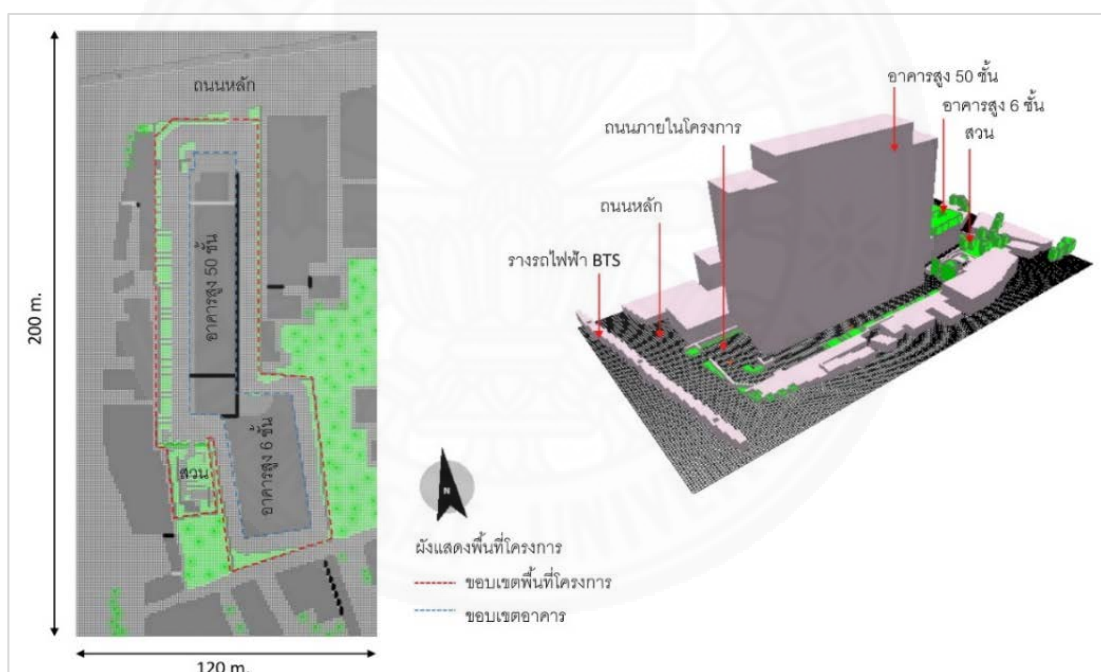 ถนนหลัก
อาคารสูง 50 ชั้น
อาคารสูง 6 ชั้น
สวน
200 m.
120 m.
N
ผังแสดงพื้นที่โครงการ
ขอบเขตพื้นที่โครงการ
ขอบเขตอาคาร
อาคารสูง 50 ชั้น
อาคารสูง 6 ชั้น
สวน
ถนนภายในโครงการ
ถนนหลัก
รางรถไฟฟ้า BTS